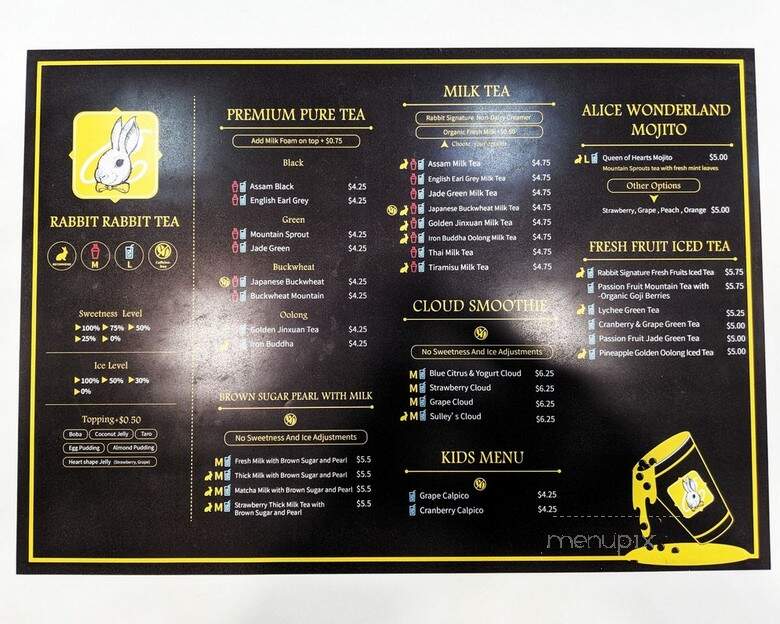 RABBIT RABBIT TEA
RECOMMEND
M
L
Caffeine-
free
Sweetness Level
100% 75% 50%
25% 0%
Ice Level
100% 50% 30%
0%
Topping+$0.50
Boba Coconut Jelly Taro
Egg Pudding Almond Pudding
Heart shape Jelly (Strawberry, Grape)
PREMIUM PURE TEA
Add Milk Foam on top + $0.75
Black
Assam Black $4.25
English Earl Grey $4.25
Green
Mountain Sprout $4.25
Jade Green $4.25
Buckwheat
Japanese Buckwheat $4.25
Buckwheat Mountain $4.25
Oolong
Golden Jinxuan Tea $4.25
Iron Buddha $4.25
BROWN SUGAR PEARL WITH MILK
No Sweetness And Ice Adjustments
M Fresh Milk with Brown Sugar and Pearl $5.5
M Thick Milk with Brown Sugar and Pearl $5.5
M Matcha Milk with Brown Sugar and Pearl $5.5
M Strawberry Thick Milk Tea with $5.5
Brown Sugar and Pearl
MILK TEA
Rabbit Signature Non-Dairy Creamer
Organic Fresh Milk +$0.50
Choose your options
Assam Milk Tea $4.75
English Earl Grey Milk Tea $4.75
Jade Green Milk Tea $4.75
Japanese Buckwheat Milk Tea $4.75
Golden Jinxuan Milk Tea $4.75
Iron Buddha Oolong Milk Tea $4.75
Thai Milk Tea $4.75
Tiramisu Milk Tea $4.75
CLOUD SMOOTHIE
No Sweetness And Ice Adjustments
M Blue Citrus & Yogurt Cloud $6.25
M Strawberry Cloud $6.25
M Grape Cloud $6.25
M Sulley's Cloud $6.25
KIDS MENU
Grape Calpico $4.25
Cranberry Calpico $4.25
ALICE WONDERLAND
MOJITO
L Queen of Hearts Mojito $5.00
Mountain Sprouts tea with fresh mint leaves
Other Options
Strawberry, Grape , Peach , Orange $5.00
FRESH FRUIT ICED TEA
Rabbit Signature Fresh Fruits Iced Tea $5.75
Passion Fruit Mountain Tea with $5.75
-Organic Goji Berries
Lychee Green Tea $5.25
Cranberry & Grape Green Tea $5.00
Passion Fruit Jade Green Tea $5.00
Pineapple Golden Oolong Iced Tea $5.00
menupix